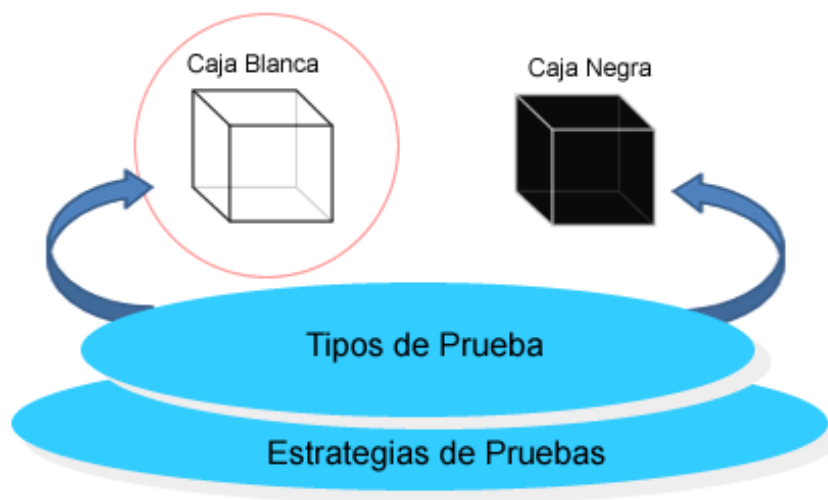 Caja Blanca
Caja Negra
Tipos de Prueba
Estrategias de Pruebas